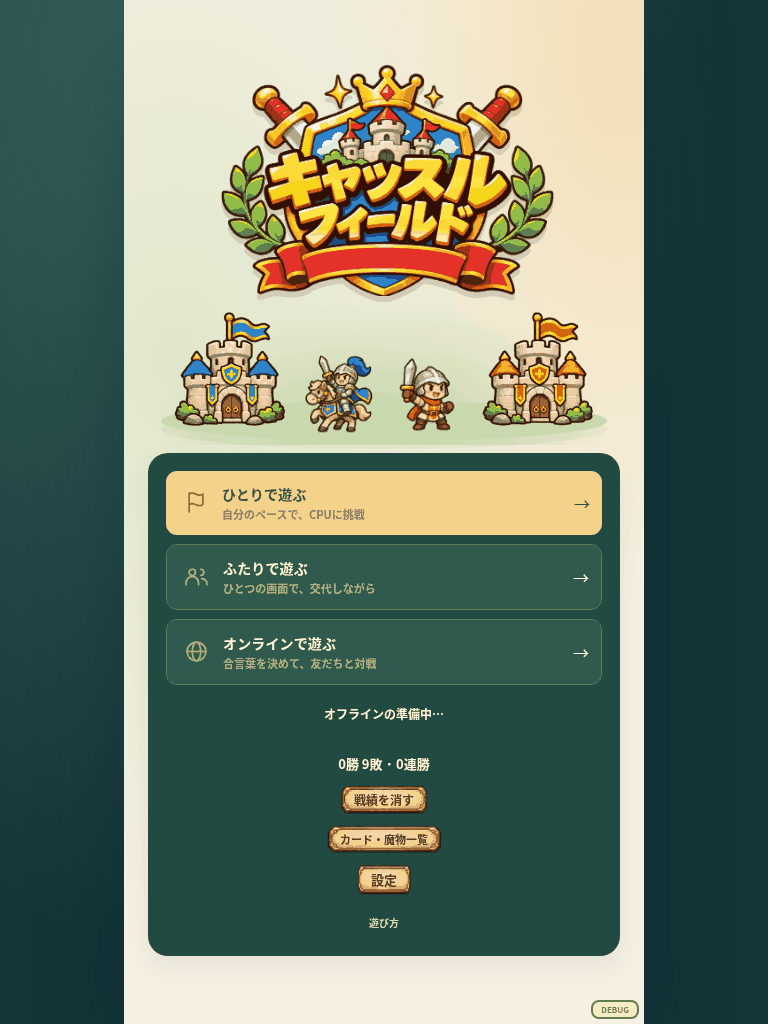 キャッスル
フィールド
ひとりで遊ぶ
自分のペースで、CPUに挑戦
→
ふたりで遊ぶ
ひとつの画面で、交代しながら
→
オンラインで遊ぶ
合言葉を決めて、友だちと対戦
→
オフラインの準備中…
0勝 9敗・0連勝
戦績を消す
カード・魔物一覧
設定
遊び方
DEBUG